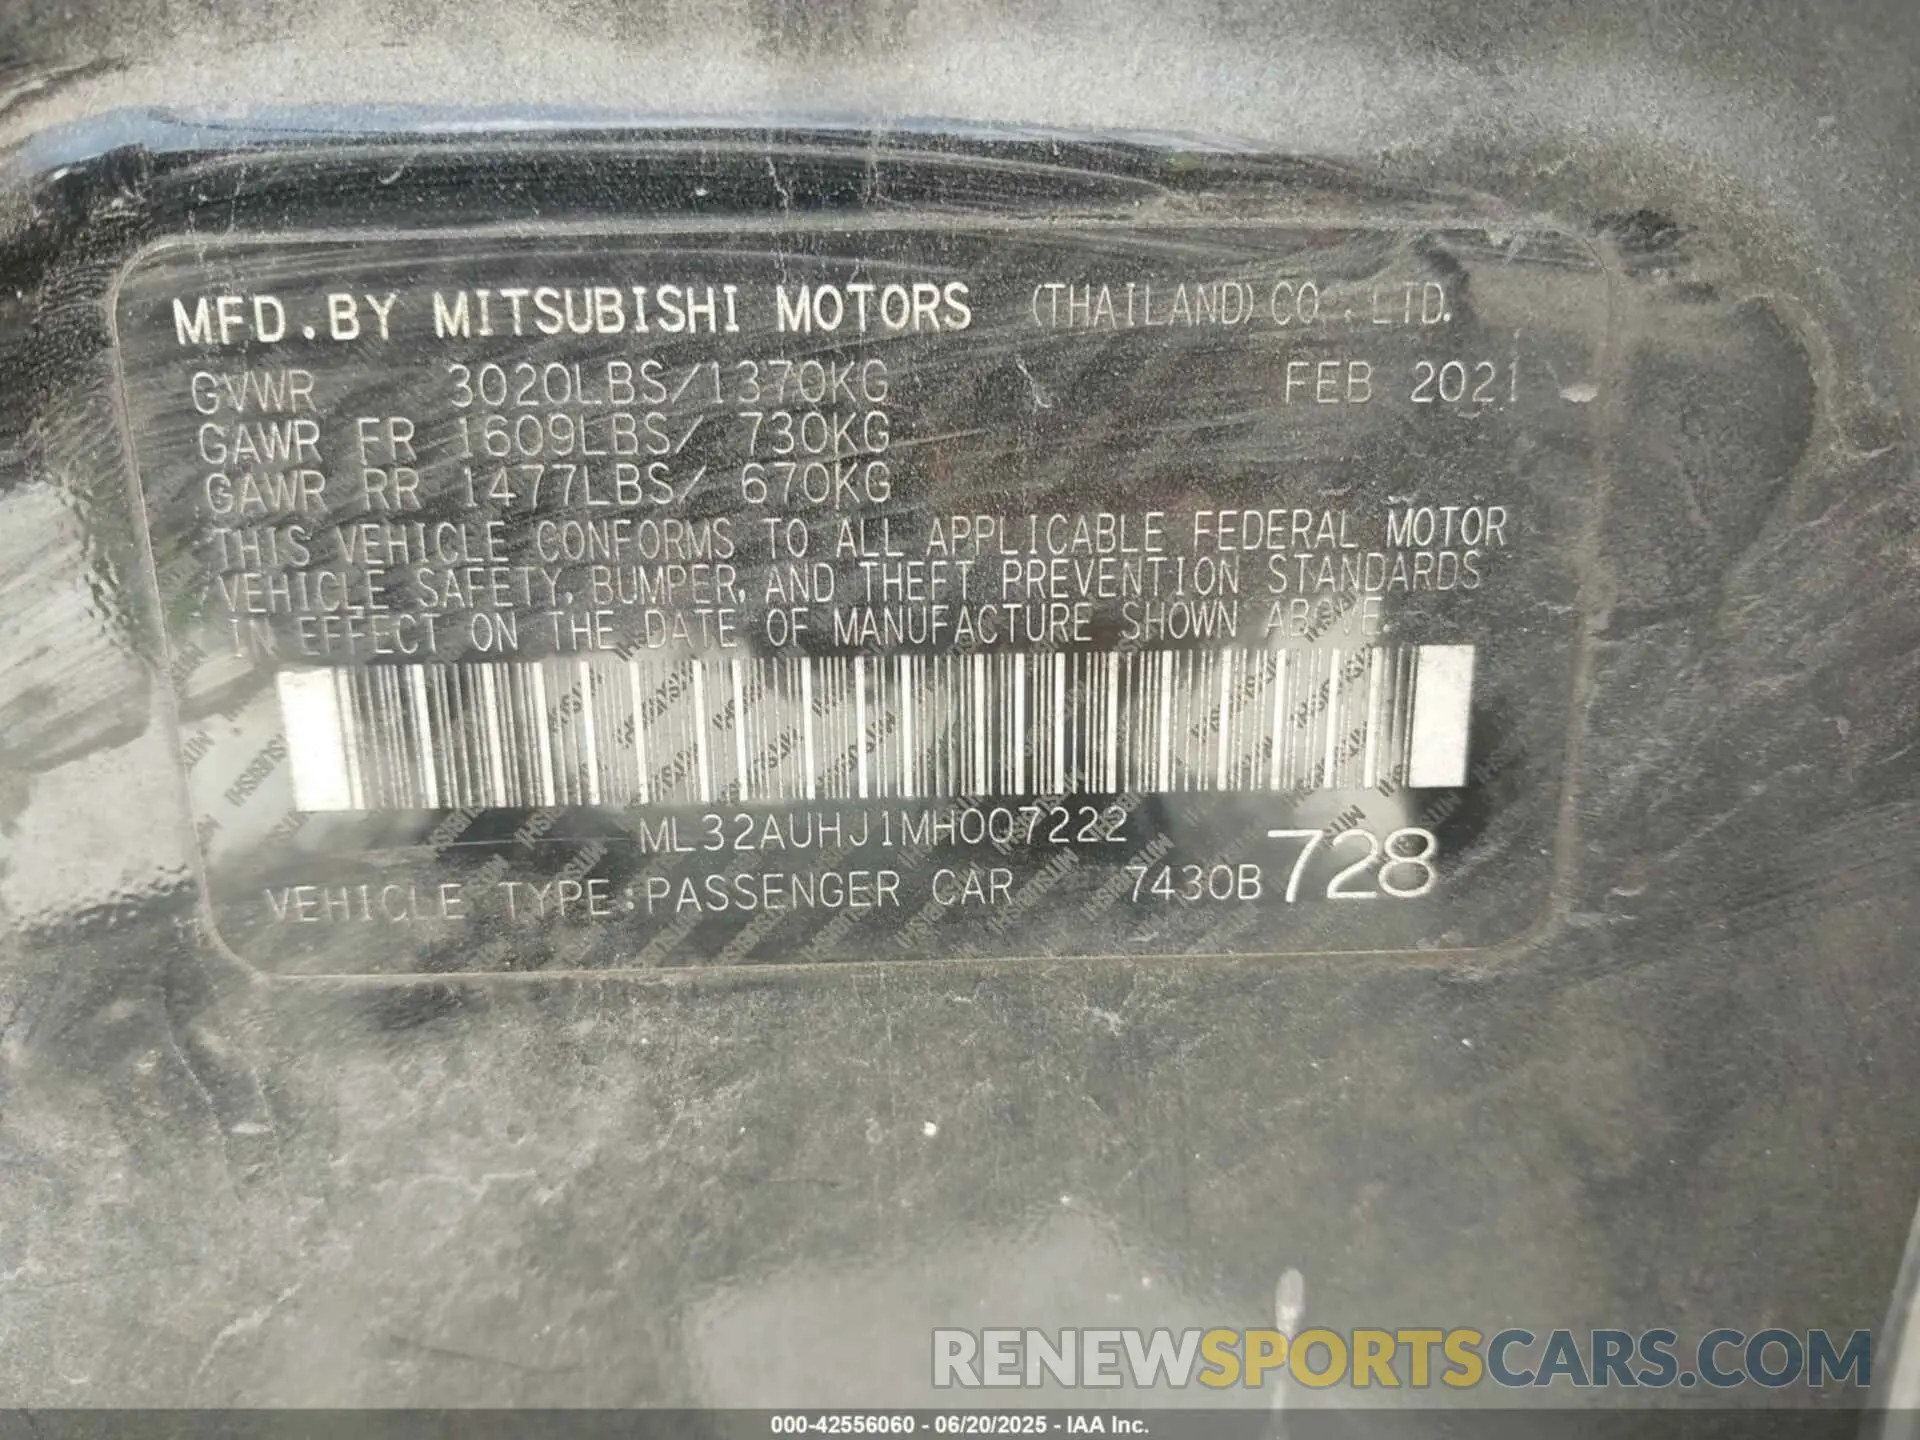 MFD.BY MITSUBISHI MOTORS (THAILAND) CO.,LTD.
GVWR 3020LBS/1370KG FEB 2021
GAWR FR 1609LBS/ 730KG
GAWR RR 1477LBS/ 670KG
THIS VEHICLE CONFORMS TO ALL APPLICABLE FEDERAL MOTOR
VEHICLE SAFETY, BUMPER, AND THEFT PREVENTION STANDARDS
IN EFFECT ON THE DATE OF MANUFACTURE SHOWN ABOVE.
ML32AUHJ1MH007222
VEHICLE TYPE:PASSENGER CAR 7430B 728
RENEWSPORTSCARS.COM
000-42556060 - 06/20/2025 - IAA Inc.